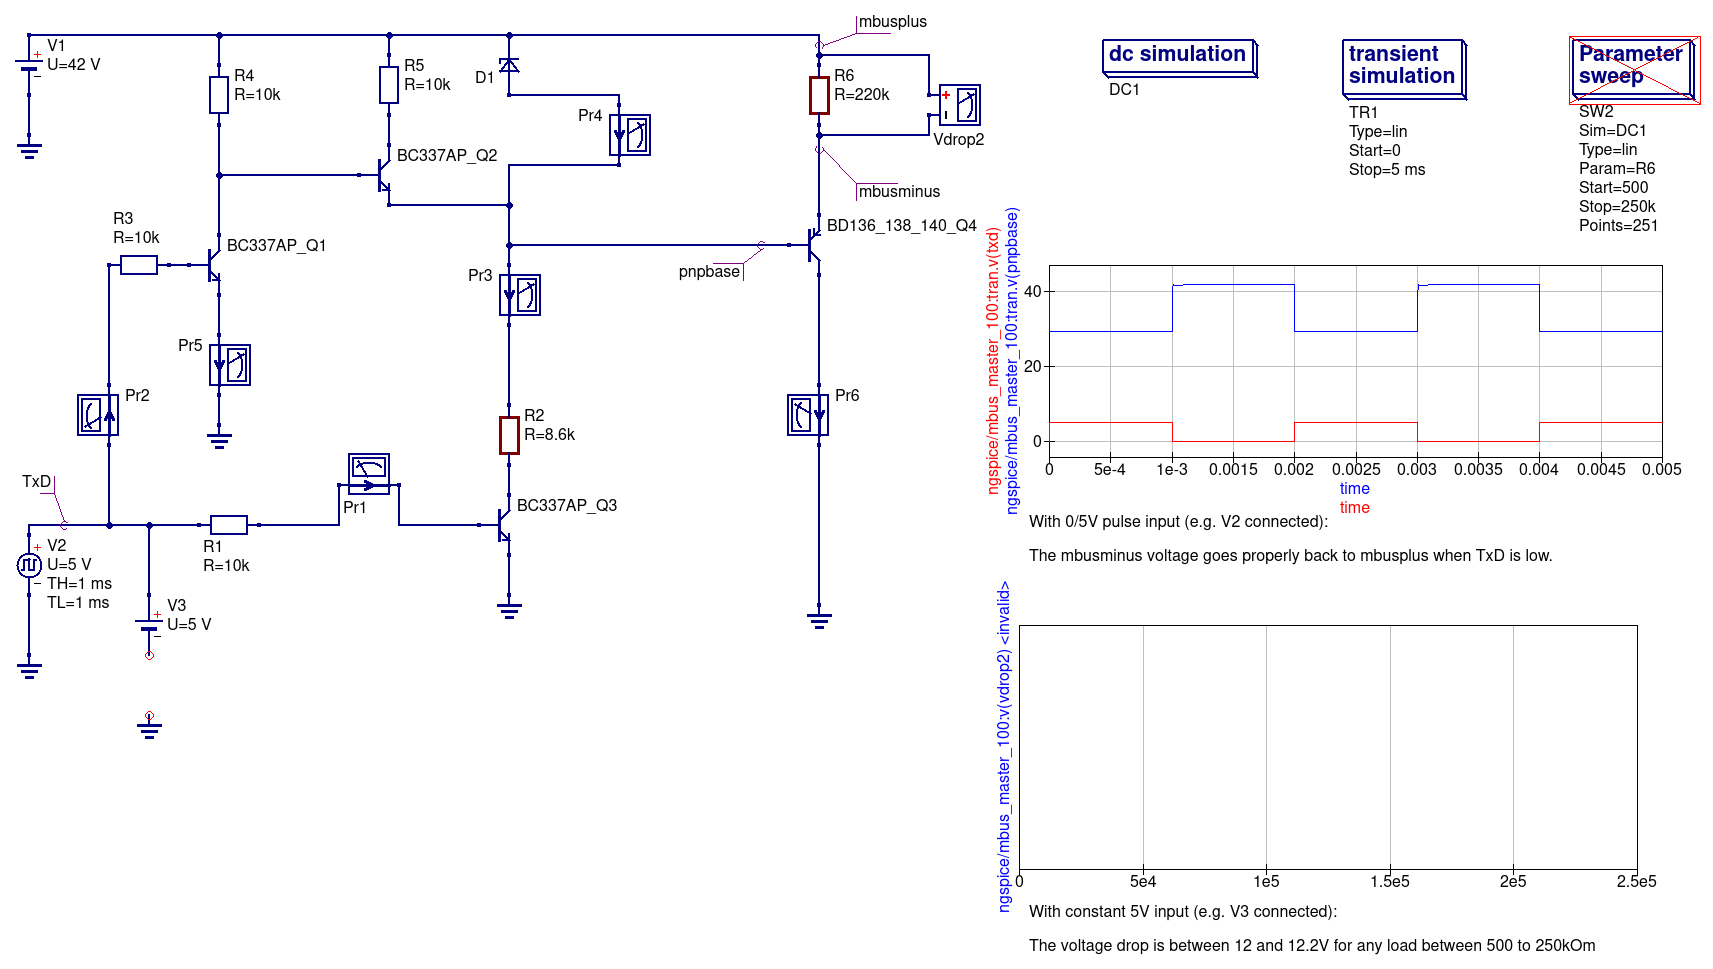 V1
U=42 V
R4
R=10k
R5
R=10k
D1
Pr4
mbusplus
R6
R=220k
Vdrop2
mbusminus
BC337AP_Q2
R3
R=10k
BC337AP_Q1
BD136_138_140_Q4
pnpbase
Pr3
Pr5
Pr2
Pr6
R2
R=8.6k
TxD
Pr1
BC337AP_Q3
R1
R=10k
V2
U=5 V
TH=1 ms
TL=1 ms
V3
U=5 V
dc simulation
DC1
transient
simulation
TR1
Type=lin
Start=0
Stop=5 ms
Parameter
sweep
SW2
Sim=DC1
Type=lin
Param=R6
Start=500
Stop=250k
Points=251
ngspice/mbus_master_100:tran.v(txd)
ngspice/mbus_master_100:tran.v(pnpbase)
40
20
0
0 5e-4 1e-3 0.0015 0.002 0.0025 0.003 0.0035 0.004 0.0045 0.005
time
time
With 0/5V pulse input (e.g. V2 connected):
The mbusminus voltage goes properly back to mbusplus when TxD is low.
ngspice/mbus_master_100:v(vdrop2) <invalid>
0 5e4 1e5 1.5e5 2e5 2.5e5
With constant 5V input (e.g. V3 connected):
The voltage drop is between 12 and 12.2V for any load between 500 to 250kOm